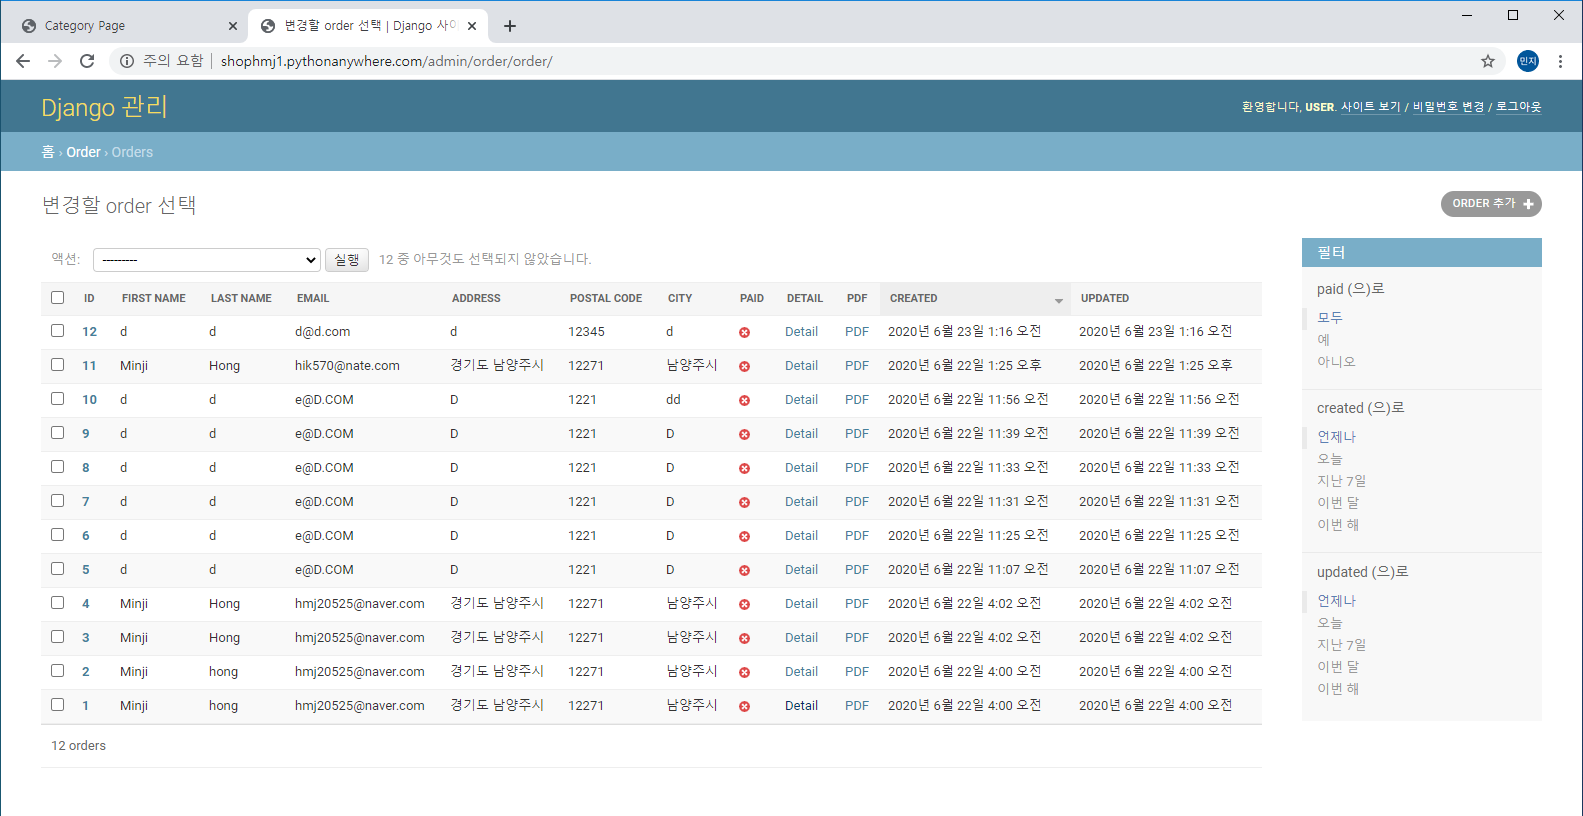 Category Page
변경할 order 선택 | Django 사이
주의 요함 | shophmj1.pythonanywhere.com/admin/order/order/
민지
Django 관리
환영합니다, USER. 사이트 보기 / 비밀번호 변경 / 로그아웃
홈 › Order › Orders
변경할 order 선택
ORDER 추가
액션: --------- 실행 12 중 아무것도 선택되지 않았습니다.
ID FIRST NAME LAST NAME EMAIL ADDRESS POSTAL CODE CITY PAID DETAIL PDF CREATED UPDATED
12 d d d@d.com d 12345 d Detail PDF 2020년 6월 23일 1:16 오전 2020년 6월 23일 1:16 오전
11 Minji Hong hik570@nate.com 경기도 남양주시 12271 남양주시 Detail PDF 2020년 6월 22일 1:25 오후 2020년 6월 22일 1:25 오후
10 d d e@D.COM D 1221 dd Detail PDF 2020년 6월 22일 11:56 오전 2020년 6월 22일 11:56 오전
9 d d e@D.COM D 1221 D Detail PDF 2020년 6월 22일 11:39 오전 2020년 6월 22일 11:39 오전
8 d d e@D.COM D 1221 D Detail PDF 2020년 6월 22일 11:33 오전 2020년 6월 22일 11:33 오전
7 d d e@D.COM D 1221 D Detail PDF 2020년 6월 22일 11:31 오전 2020년 6월 22일 11:31 오전
6 d d e@D.COM D 1221 D Detail PDF 2020년 6월 22일 11:25 오전 2020년 6월 22일 11:25 오전
5 d d e@D.COM D 1221 D Detail PDF 2020년 6월 22일 11:07 오전 2020년 6월 22일 11:07 오전
4 Minji Hong hmj20525@naver.com 경기도 남양주시 12271 남양주시 Detail PDF 2020년 6월 22일 4:02 오전 2020년 6월 22일 4:02 오전
3 Minji Hong hmj20525@naver.com 경기도 남양주시 12271 남양주시 Detail PDF 2020년 6월 22일 4:02 오전 2020년 6월 22일 4:02 오전
2 Minji hong hmj20525@naver.com 경기도 남양주시 12271 남양주시 Detail PDF 2020년 6월 22일 4:00 오전 2020년 6월 22일 4:00 오전
1 Minji hong hmj20525@naver.com 경기도 남양주시 12271 남양주시 Detail PDF 2020년 6월 22일 4:00 오전 2020년 6월 22일 4:00 오전
12 orders
필터
paid (으)로
모두
예
아니오
created (으)로
언제나
오늘
지난 7일
이번 달
이번 해
updated (으)로
언제나
오늘
지난 7일
이번 달
이번 해